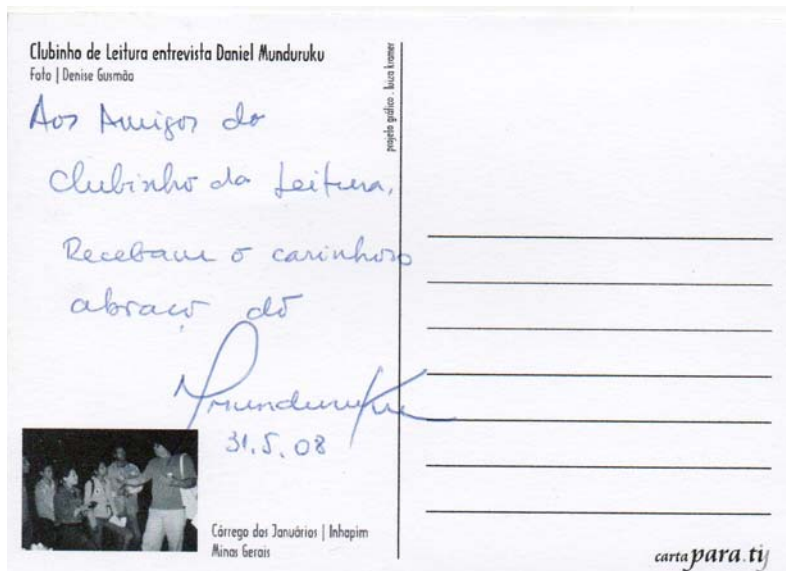 Clubinho de Leitura entrevista Daniel Munduruku
Foto | Denise Gusmão
projeto gráfico . luiza kramer
Aos Amigos do
Clubinho da Leitura,
Recebam o carinhoso
abraço do
Munduruku
31.5.08
Córrego dos Januários | Inhapim
Minas Gerais
carta para.ti